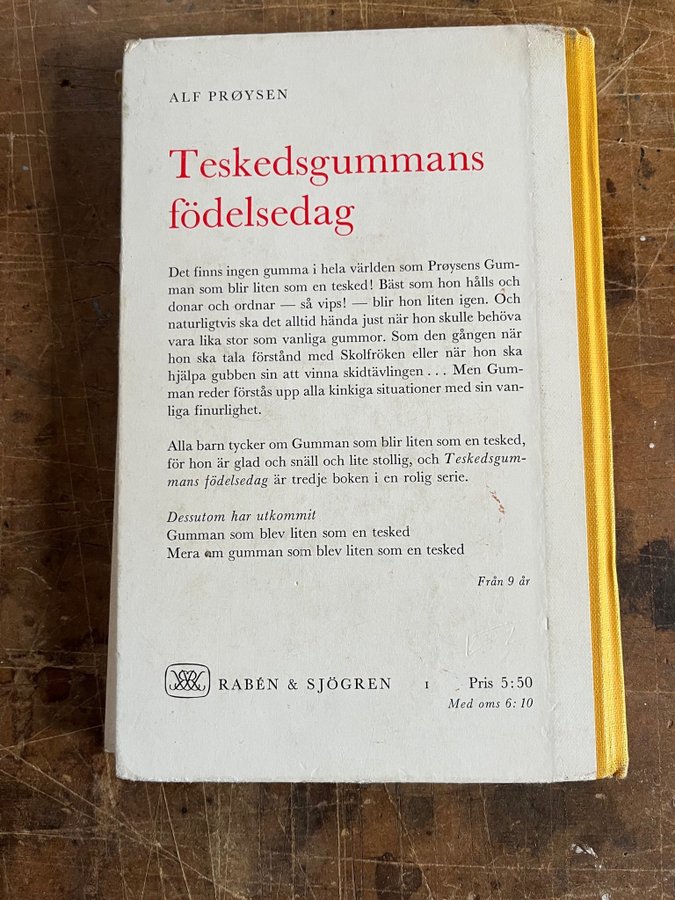 ALF PRØYSEN
Teskedsgummans
födelsedag
Det finns ingen gumma i hela världen som Prøysens Gum-
man som blir liten som en tesked! Bäst som hon hålls och
donar och ordnar — så vips! — blir hon liten igen. Och
naturligtvis ska det alltid hända just när hon skulle behöva
vara lika stor som vanliga gummor. Som den gången när
hon ska tala förstånd med Skolfröken eller när hon ska
hjälpa gubben sin att vinna skidtävlingen . . . Men Gum-
man reder förstås upp alla kinkiga situationer med sin van-
liga finurlighet.
Alla barn tycker om Gumman som blir liten som en tesked,
för hon är glad och snäll och lite stollig, och Teskedsgum-
mans födelsedag är tredje boken i en rolig serie.
Dessutom har utkommit
Gumman som blev liten som en tesked
Mera om gumman som blev liten som en tesked
Från 9 år
RABÉN & SJÖGREN 1 Pris 5:50
Med oms 6:10